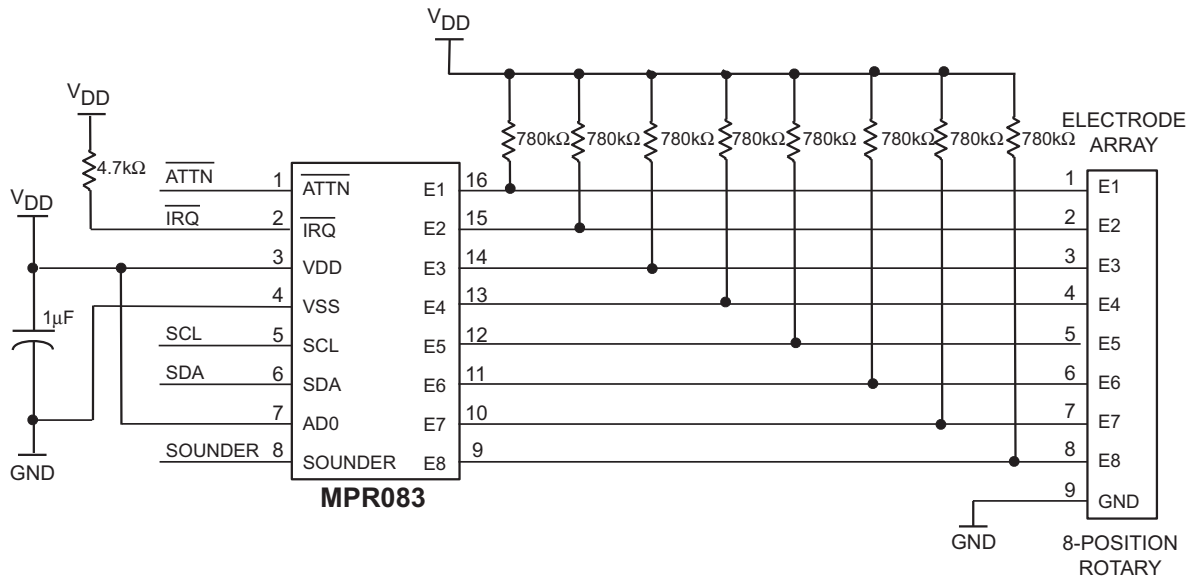 VDD
VDD
780kΩ 780kΩ 780kΩ 780kΩ 780kΩ 780kΩ 780kΩ 780kΩ
ELECTRODE
ARRAY
4.7kΩ
VDD
ATTN 1 ATTN E1 16 1 E1
IRQ 2 IRQ E2 15 2 E2
3 VDD E3 14 3 E3
4 VSS E4 13 4 E4
1µF
SCL 5 SCL E5 12 5 E5
SDA 6 SDA E6 11 6 E6
7 AD0 E7 10 7 E7
SOUNDER 8 SOUNDER E8 9 8 E8
GND
MPR083
9 GND
GND
8-POSITION
ROTARY